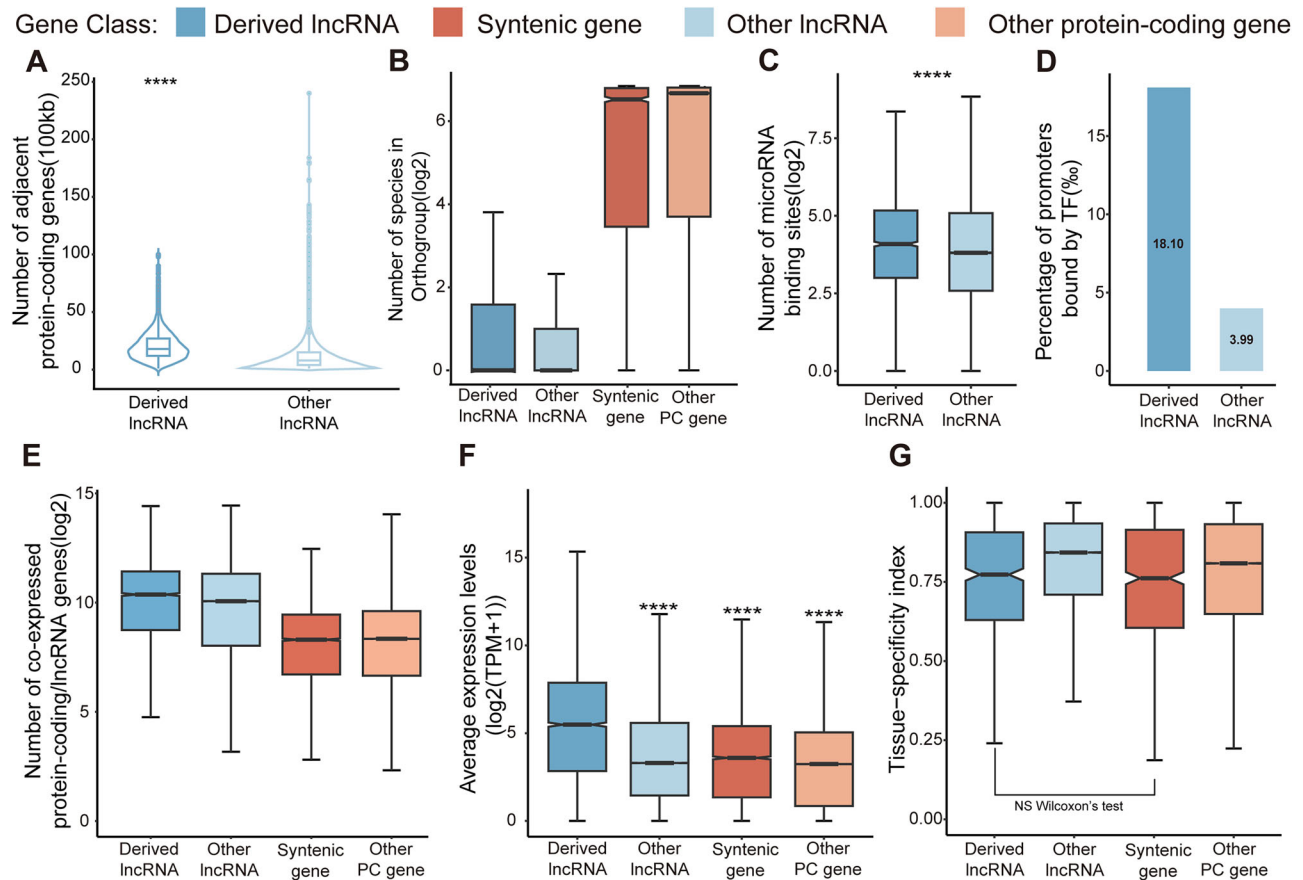 Gene Class: Derived lncRNA Syntenic gene Other lncRNA Other protein-coding gene
A
Number of adjacent
protein-coding genes(100kb)
250
200
150
100
50
0
****
Derived
lncRNA
Other
lncRNA
B
Number of species in
Orthogroup(log2)
6
4
2
0
Derived
lncRNA
Other
lncRNA
Syntenic
gene
Other
PC gene
C
Number of microRNA
binding sites(log2)
7.5
5.0
2.5
0.0
****
Derived
lncRNA
Other
lncRNA
D
Percentage of promoters
bound by TF(‰)
15
10
5
0
18.10
3.99
Derived
lncRNA
Other
lncRNA
E
Number of co-expressed
protein-coding/lncRNA genes(log2)
15
10
5
0
Derived
lncRNA
Other
lncRNA
Syntenic
gene
Other
PC gene
F
Average expression levels
(log2(TPM+1))
15
10
5
0
****
****
****
Derived
lncRNA
Other
lncRNA
Syntenic
gene
Other
PC gene
G
Tissue−specificity index
1.00
0.75
0.50
0.25
0.00
NS Wilcoxon's test
Derived
lncRNA
Other
lncRNA
Syntenic
gene
Other
PC gene